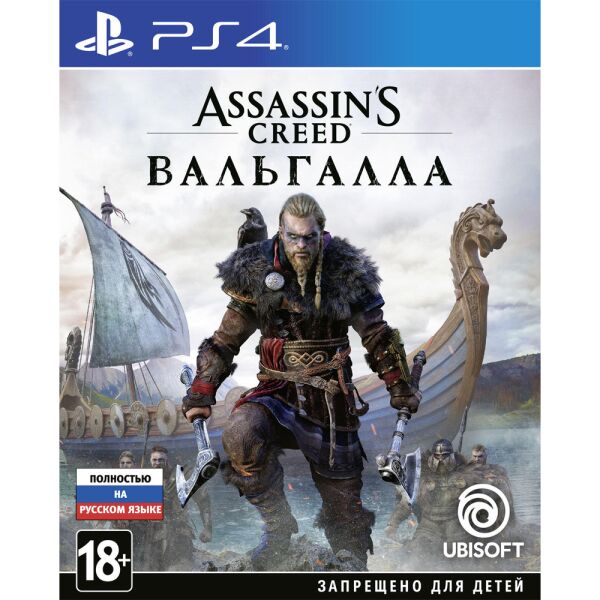 PS4
ASSASSIN'S
CREED
ВАЛЬГАЛЛА
ПОЛНОСТЬЮ
НА
РУССКОМ ЯЗЫКЕ
18+
UBISOFT
ЗАПРЕЩЕНО ДЛЯ ДЕТЕЙ